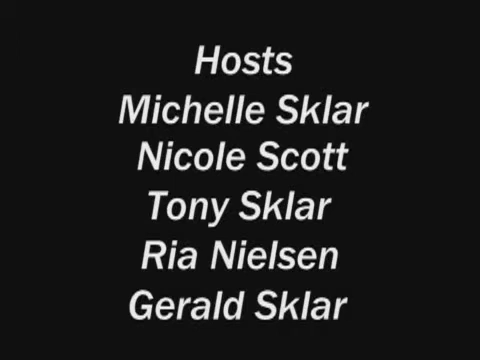 Hosts
Michelle Sklar
Nicole Scott
Tony Sklar
Ria Nielsen
Gerald Sklar